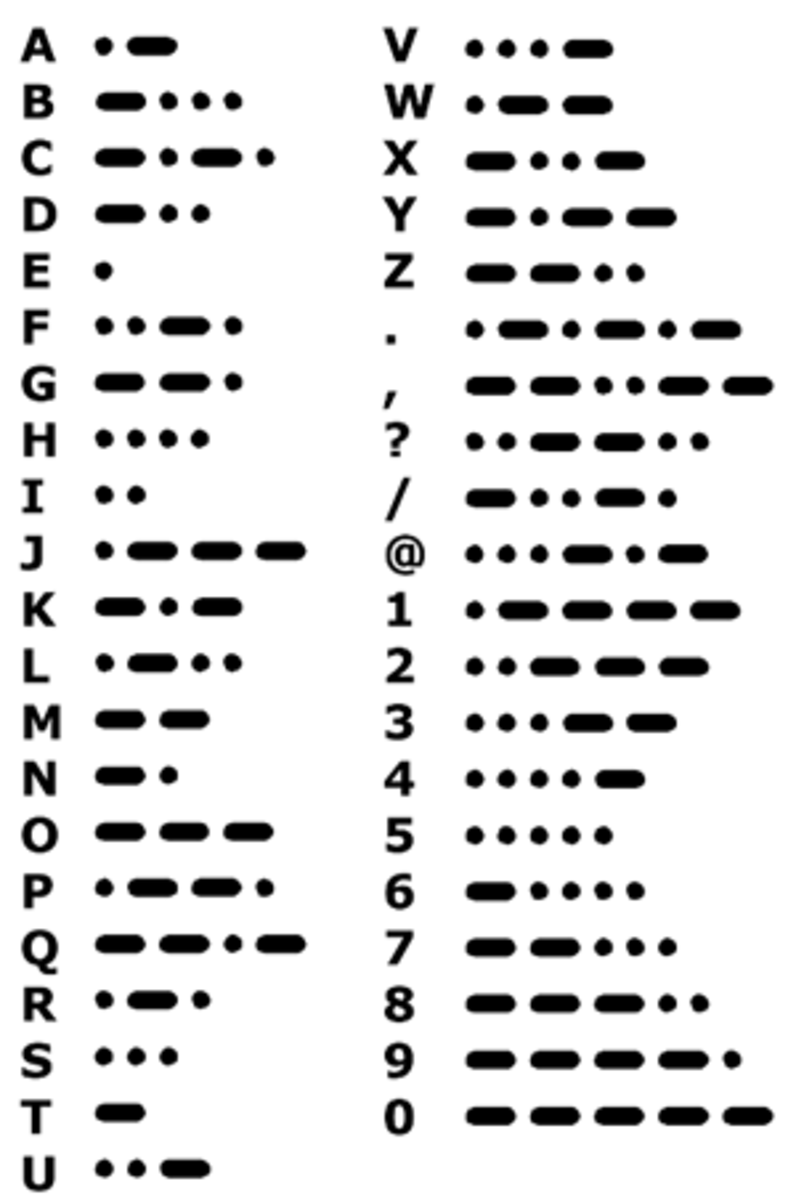 A •−
B −•••
C −•−•
D −••
E •
F ••−•
G −−•
H ••••
I ••
J •−−−
K −•−
L •−••
M −−
N −•
O −−−
P •−−•
Q −−•−
R •−•
S •••
T −
U ••−
V •••−
W •−−
X −••−
Y −•−−
Z −−••
. •−•−•−
, −−••−−
? ••−−••
/ −••−•
@ •••−•−
1 •−−−−
2 ••−−−
3 •••−−
4 ••••−
5 •••••
6 −••••
7 −−•••
8 −−−••
9 −−−−•
0 −−−−−